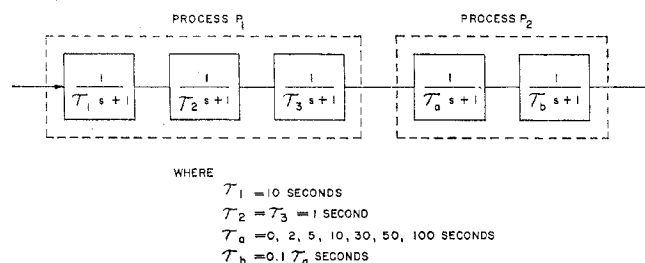 PROCESS P1
PROCESS P2
1
τ1 s + 1
1
τ2 s + 1
1
τ3 s + 1
1
τa s + 1
1
τb s + 1
WHERE
τ1 = 10 SECONDS
τ2 = τ3 = 1 SECOND
τa = 0, 2, 5, 10, 30, 50, 100 SECONDS
τb = 0.1 τa SECONDS